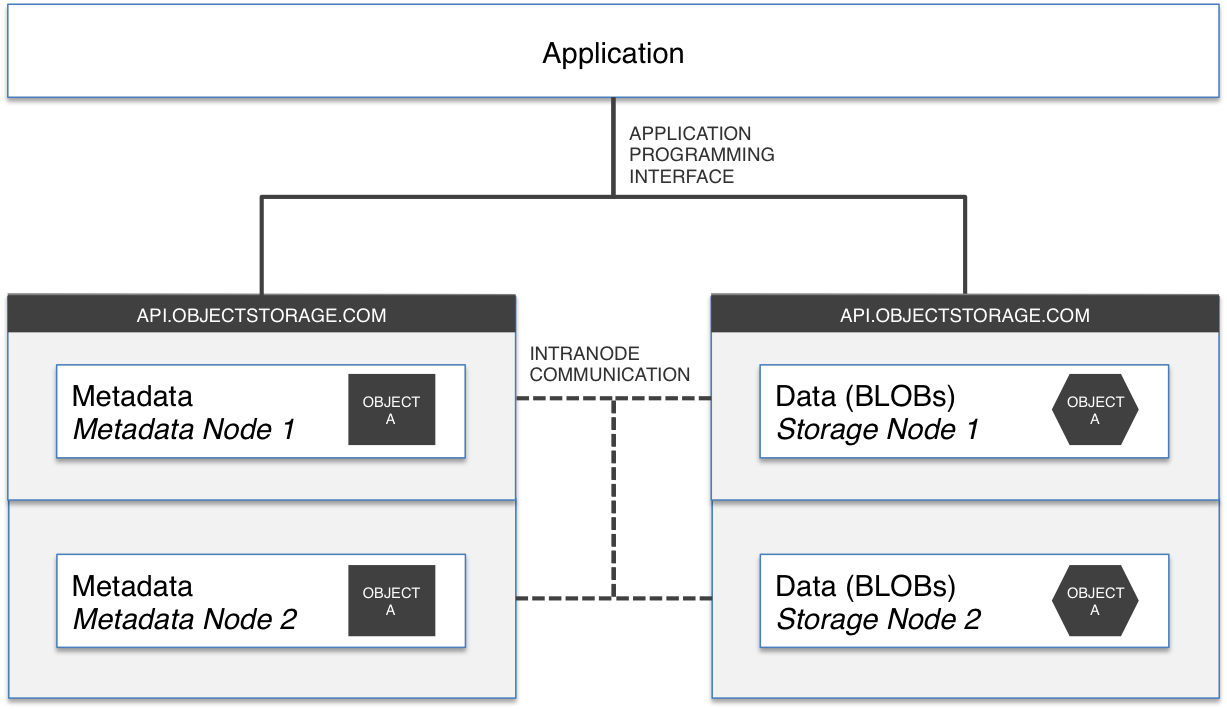 Application
APPLICATION
PROGRAMMING
INTERFACE
API.OBJECTSTORAGE.COM
API.OBJECTSTORAGE.COM
INTRANODE
COMMUNICATION
Metadata
Metadata Node 1
OBJECT
A
Data (BLOBs)
Storage Node 1
OBJECT
A
Metadata
Metadata Node 2
OBJECT
A
Data (BLOBs)
Storage Node 2
OBJECT
A